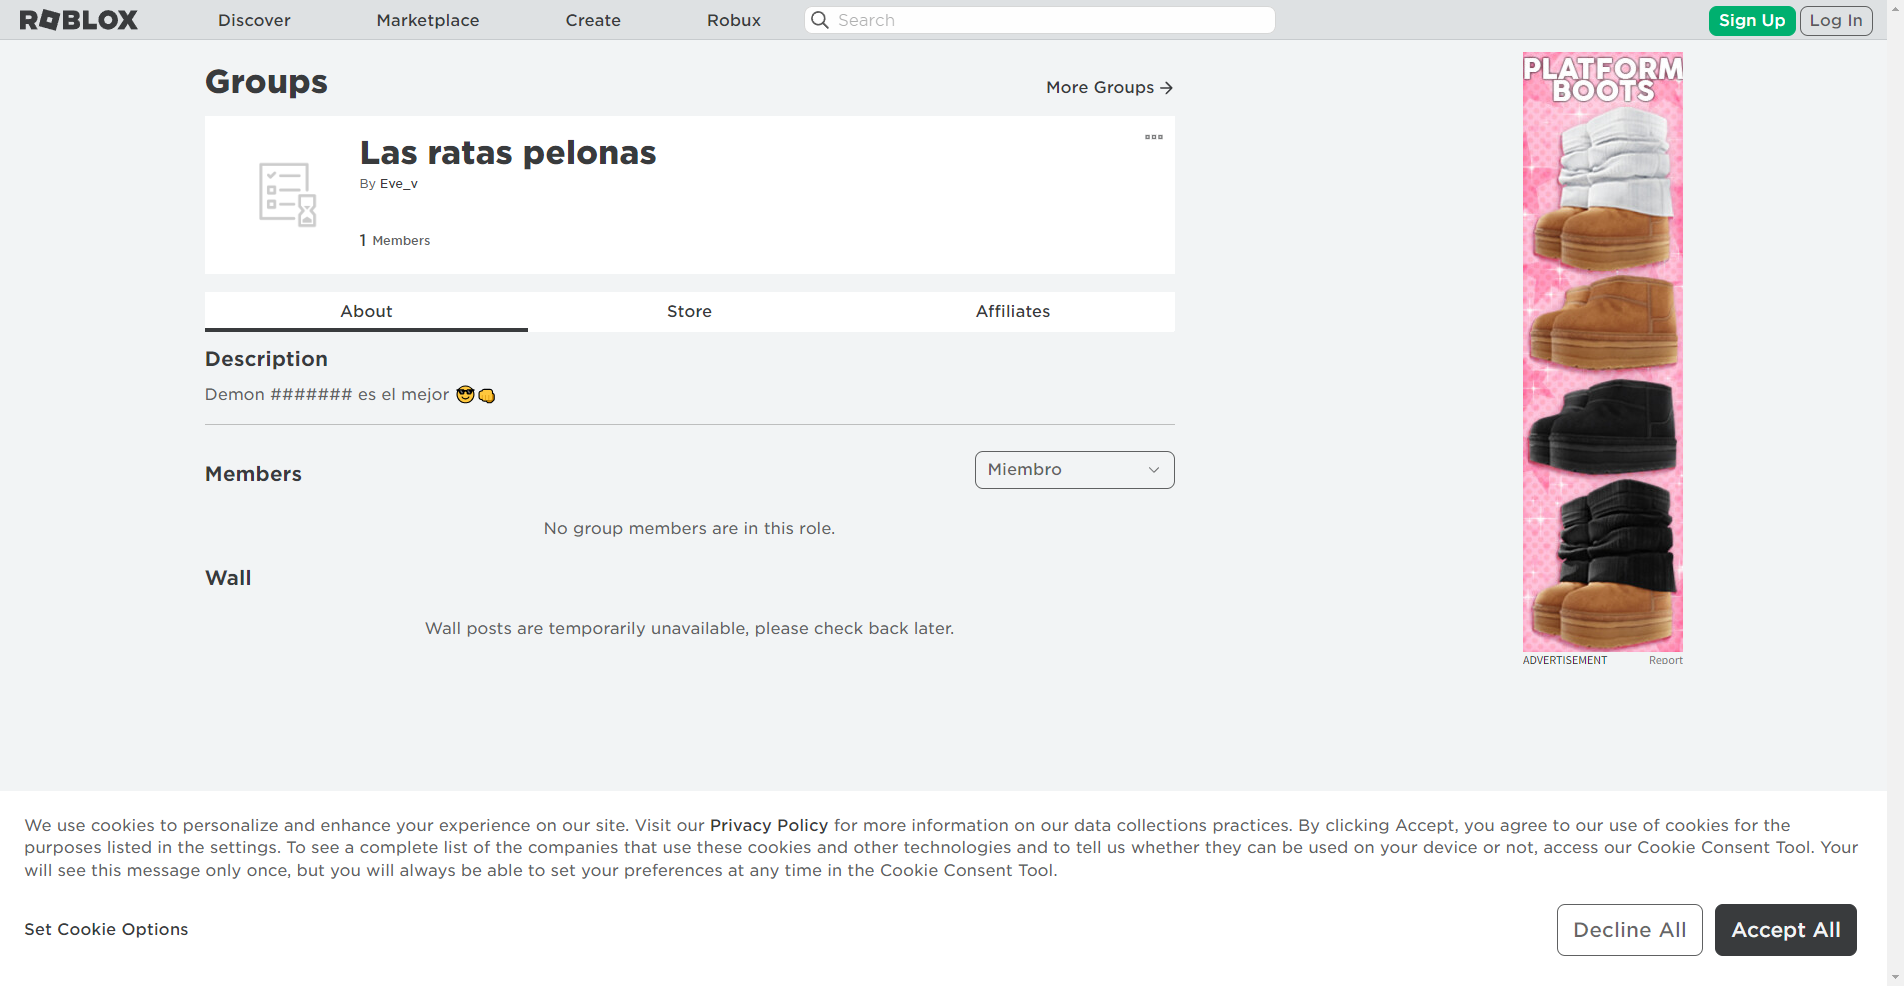 ROBLOX
Discover
Marketplace
Create
Robux
Search
Sign Up
Log In
Groups
More Groups
Las ratas pelonas
By Eve_v
1 Members
About
Store
Affiliates
Description
Demon ####### es el mejor 😎👊
Members
Miembro
No group members are in this role.
Wall
Wall posts are temporarily unavailable, please check back later.
PLATFORM
BOOTS
ADVERTISEMENT
Report
We use cookies to personalize and enhance your experience on our site. Visit our Privacy Policy for more information on our data collections practices. By clicking Accept, you agree to our use of cookies for the
purposes listed in the settings. To see a complete list of the companies that use these cookies and other technologies and to tell us whether they can be used on your device or not, access our Cookie Consent Tool. Your
will see this message only once, but you will always be able to set your preferences at any time in the Cookie Consent Tool.
Set Cookie Options
Decline All
Accept All